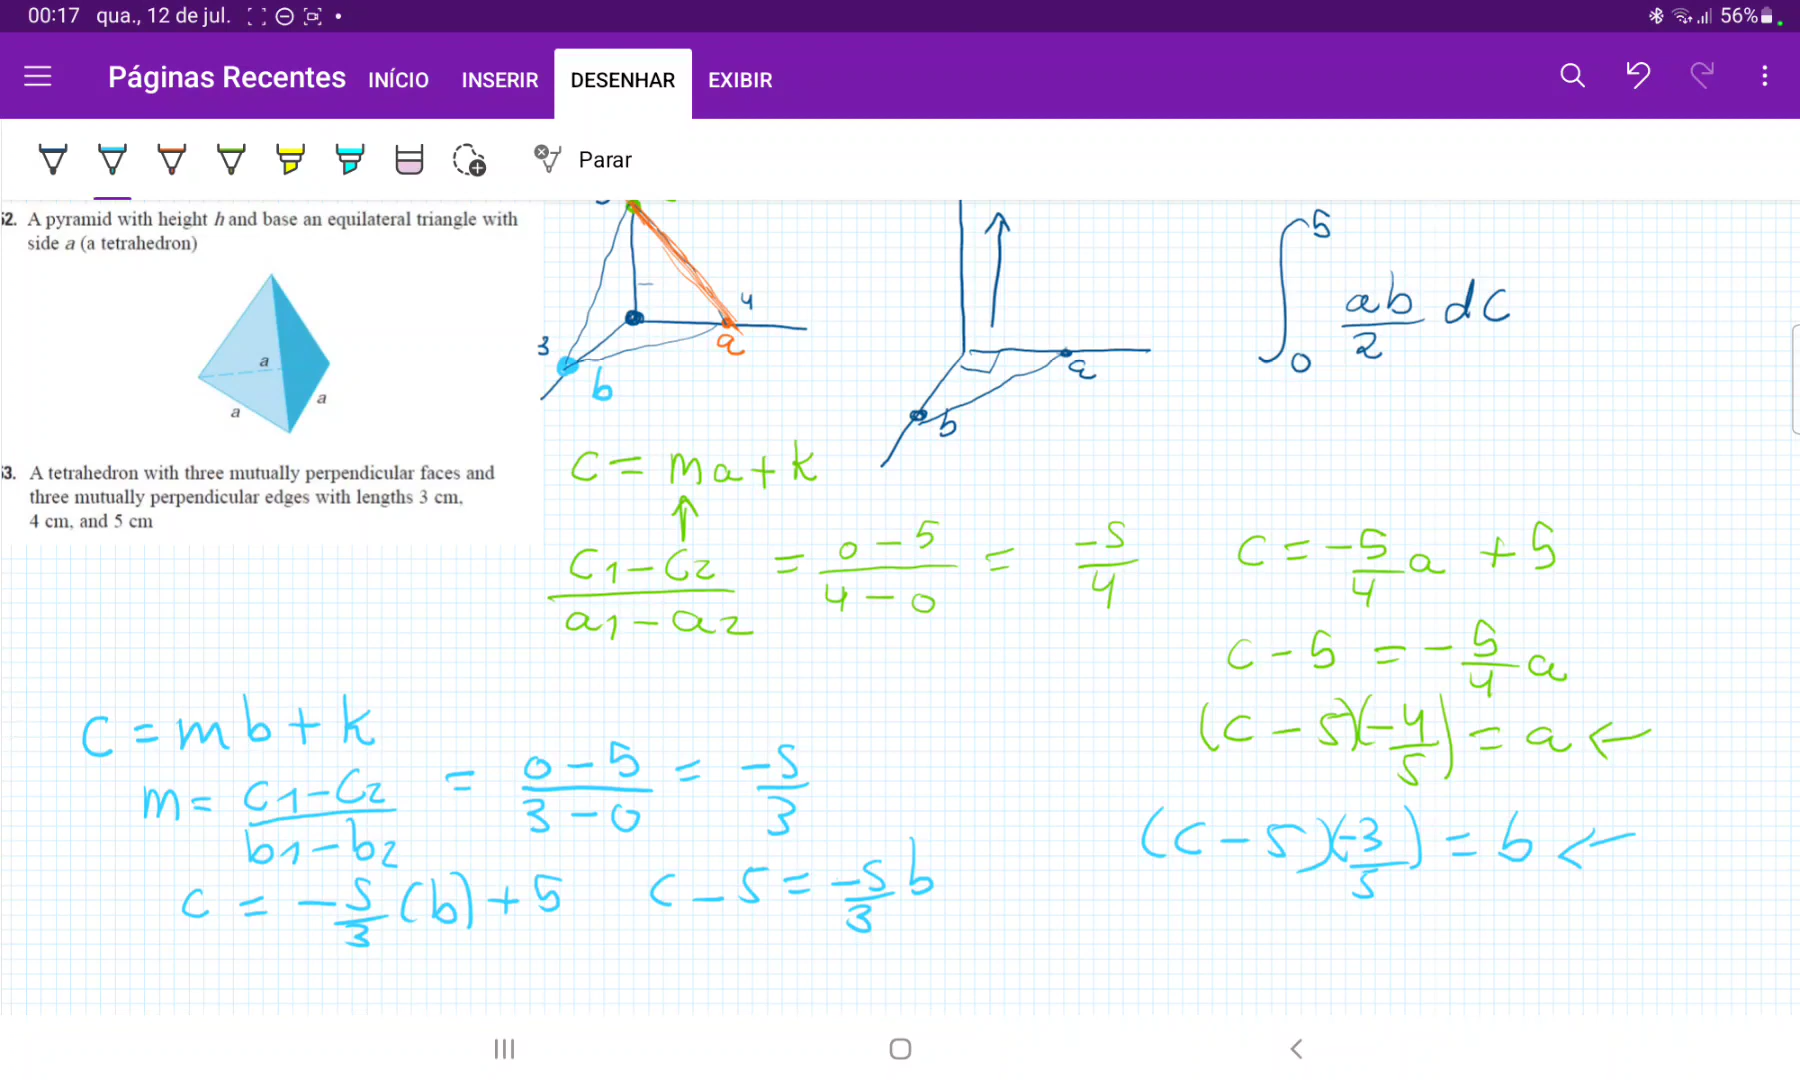 00:17 qua., 12 de jul.
56%
Páginas Recentes INÍCIO INSERIR DESENHAR EXIBIR
Parar
52. A pyramid with height h and base an equilateral triangle with
side a (a tetrahedron)
a
a
a
53. A tetrahedron with three mutually perpendicular faces and
three mutually perpendicular edges with lengths 3 cm,
4 cm, and 5 cm
4
3
a
b
a
b
∫₀⁵ ab/2 dc
c = ma + k
(c1 - c2)/(a1 - a2) = (0 - 5)/(4 - 0) = -5/4
c = -5/4 a + 5
c - 5 = -5/4 a
(c - 5)(-4/5) = a ←
c = mb + k
m = (c1 - c2)/(b1 - b2) = (0 - 5)/(3 - 0) = -5/3
(c - 5)(-3/5) = b ←
c = -5/3 (b) + 5
c - 5 = -5/3 b